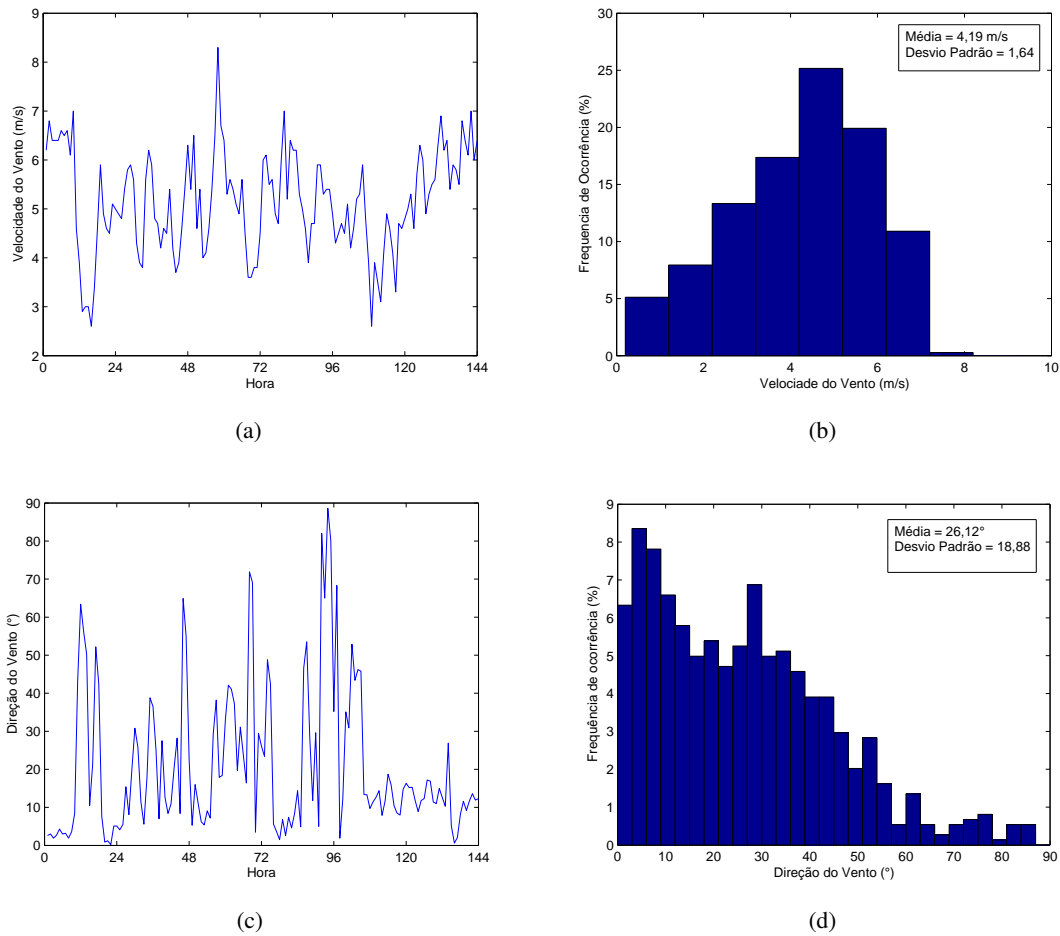 9
8
7
6
5
4
3
2
0 24 48 72 96 120 144
Velocidade do Vento (m/s)
Hora
(a)
30
25
20
15
10
5
0
0 2 4 6 8 10
Frequencia de Ocorrência (%)
Velociade do Vento (m/s)
Média = 4,19 m/s
Desvio Padrão = 1,64
(b)
90
80
70
60
50
40
30
20
10
0
0 24 48 72 96 120 144
Direção do Vento (°)
Hora
(c)
9
8
7
6
5
4
3
2
1
0
0 10 20 30 40 50 60 70 80 90
Frequência de ocorrência (%)
Direção do Vento (°)
Média = 26,12°
Desvio Padrão = 18,88
(d)